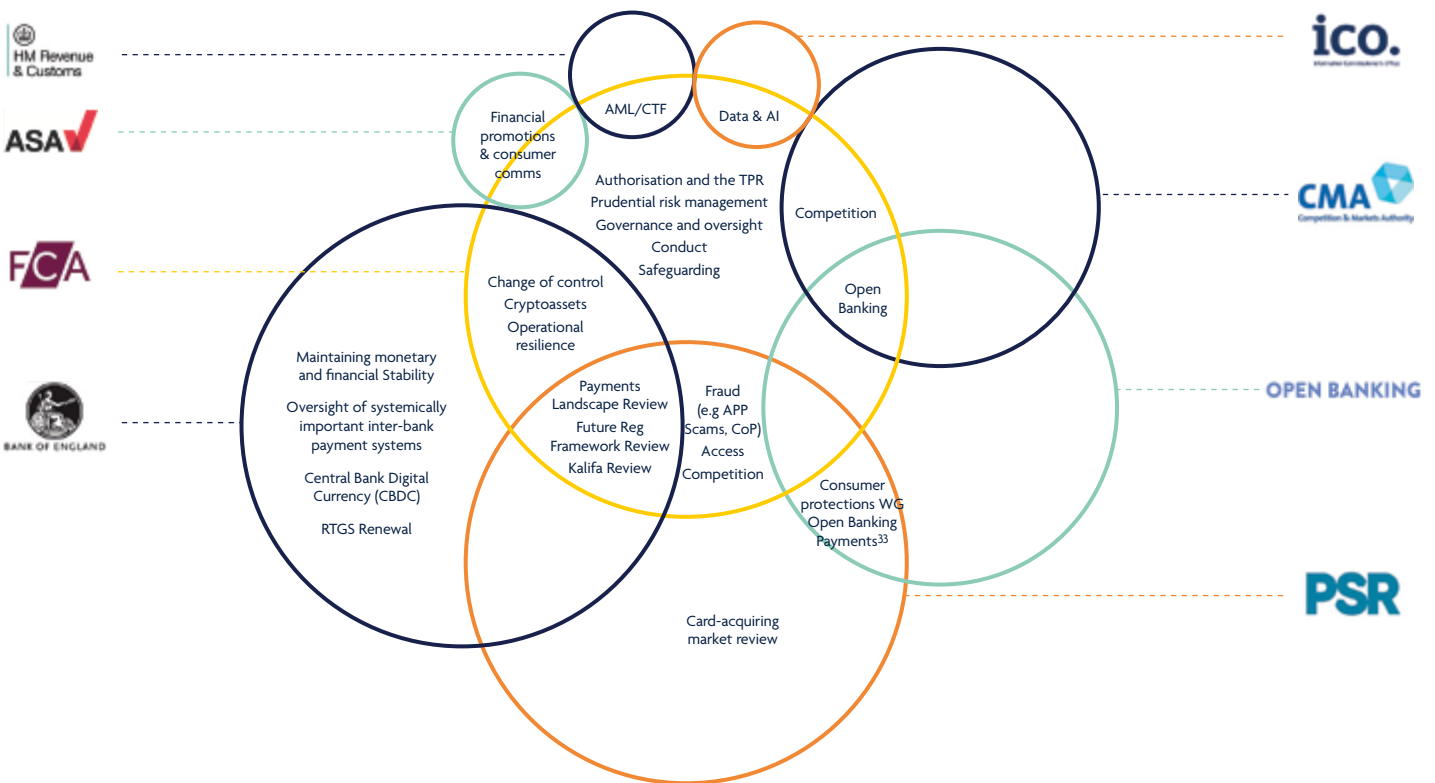 HM Revenue
& Customs
ASA
FCA
BANK OF ENGLAND
ico.
Information Commissioner's Office
CMA
Competition & Markets Authority
OPEN BANKING
PSR
AML/CTF
Data & AI
Financial
promotions
& consumer
comms
Authorisation and the TPR
Prudential risk management
Governance and oversight
Conduct
Safeguarding
Competition
Open
Banking
Change of control
Cryptoassets
Operational
resilience
Maintaining monetary
and financial Stability
Oversight of systemically
important inter-bank
payment systems
Central Bank Digital
Currency (CBDC)
RTGS Renewal
Payments
Landscape Review
Future Reg
Framework Review
Kalifa Review
Fraud
(e.g APP
Scams, CoP)
Access
Competition
Consumer
protections WG
Open Banking
Payments³³
Card-acquiring
market review